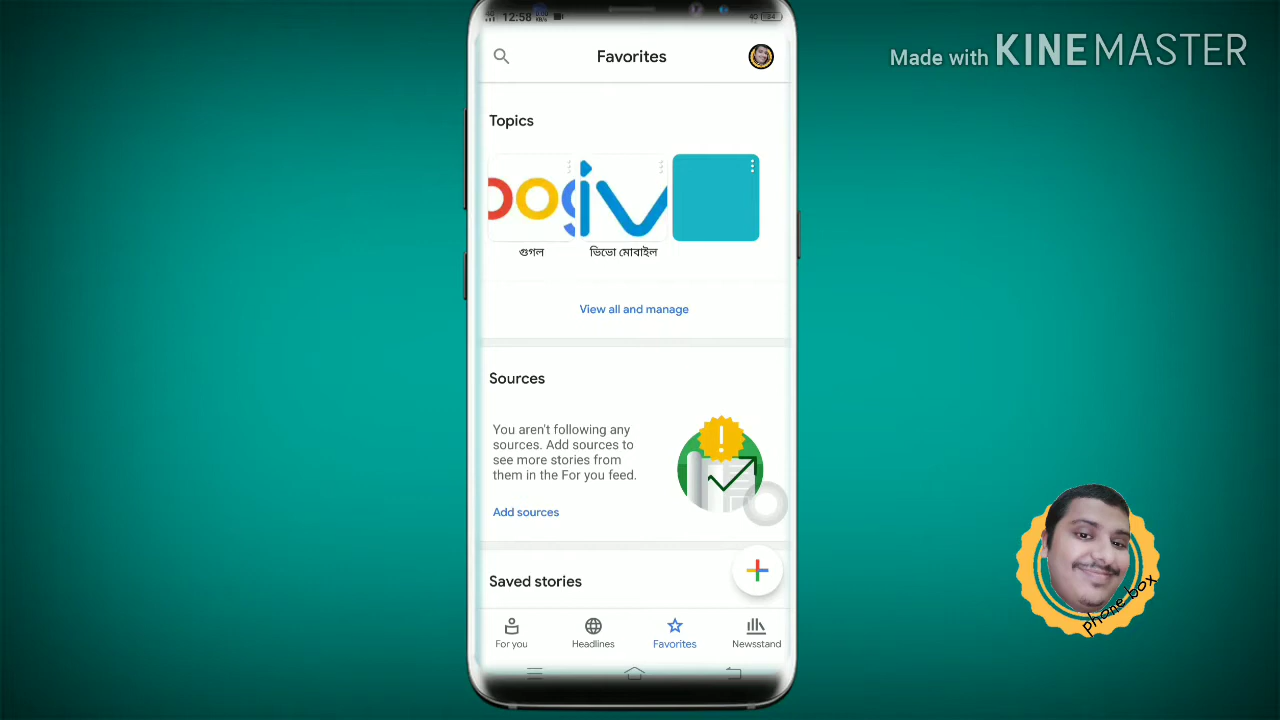 12:58
Made with KINEMASTER
Favorites
Topics
গুগল
ভিভো মোবাইল
View all and manage
Sources
You aren't following any
sources. Add sources to
see more stories from
them in the For you feed.
Add sources
Saved stories
For you
Headlines
Favorites
Newsstand
phone box